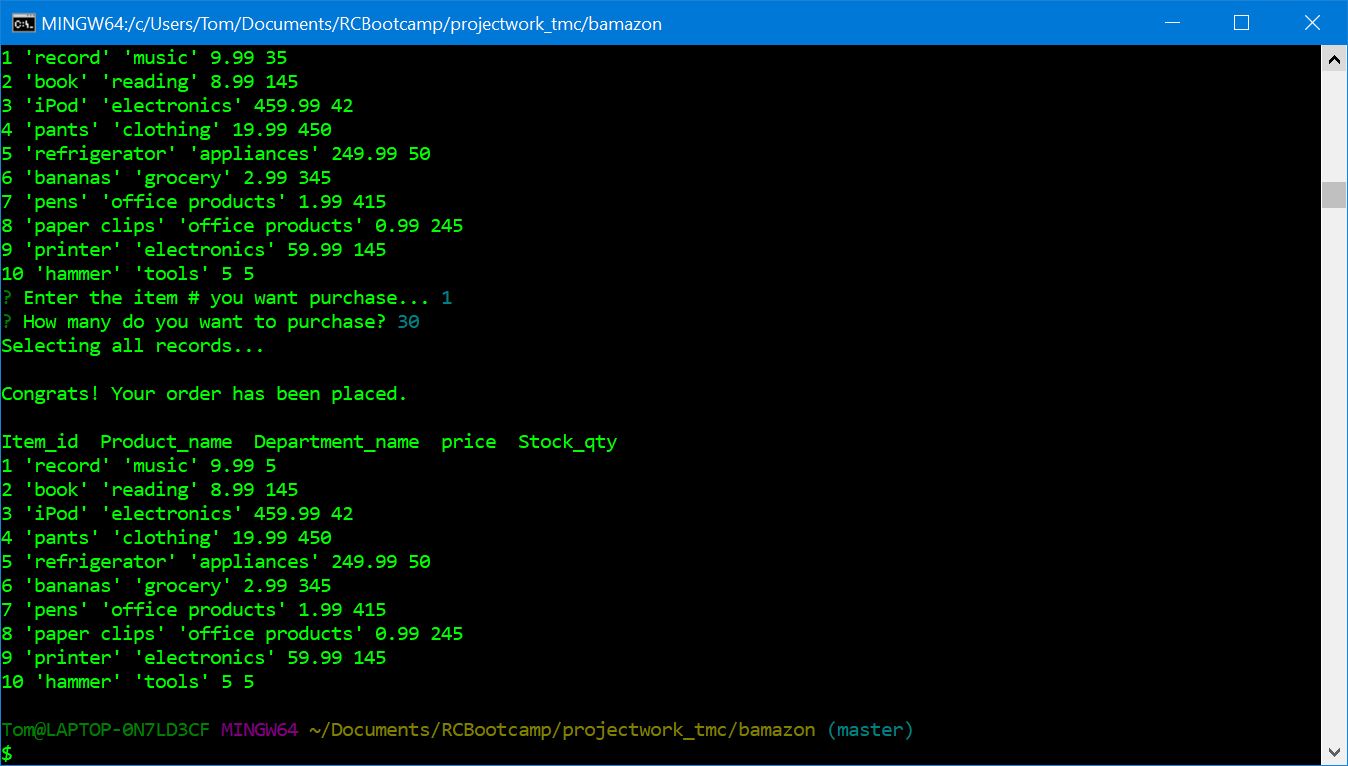 MINGW64:/c/Users/Tom/Documents/RCBootcamp/projectwork_tmc/bamazon
1 'record' 'music' 9.99 35
2 'book' 'reading' 8.99 145
3 'iPod' 'electronics' 459.99 42
4 'pants' 'clothing' 19.99 450
5 'refrigerator' 'appliances' 249.99 50
6 'bananas' 'grocery' 2.99 345
7 'pens' 'office products' 1.99 415
8 'paper clips' 'office products' 0.99 245
9 'printer' 'electronics' 59.99 145
10 'hammer' 'tools' 5 5
? Enter the item # you want purchase... 1
? How many do you want to purchase? 30
Selecting all records...
Congrats! Your order has been placed.
Item_id  Product_name  Department_name  price  Stock_qty
1 'record' 'music' 9.99 5
2 'book' 'reading' 8.99 145
3 'iPod' 'electronics' 459.99 42
4 'pants' 'clothing' 19.99 450
5 'refrigerator' 'appliances' 249.99 50
6 'bananas' 'grocery' 2.99 345
7 'pens' 'office products' 1.99 415
8 'paper clips' 'office products' 0.99 245
9 'printer' 'electronics' 59.99 145
10 'hammer' 'tools' 5 5
Tom@LAPTOP-0N7LD3CF MINGW64 ~/Documents/RCBootcamp/projectwork_tmc/bamazon (master)
$